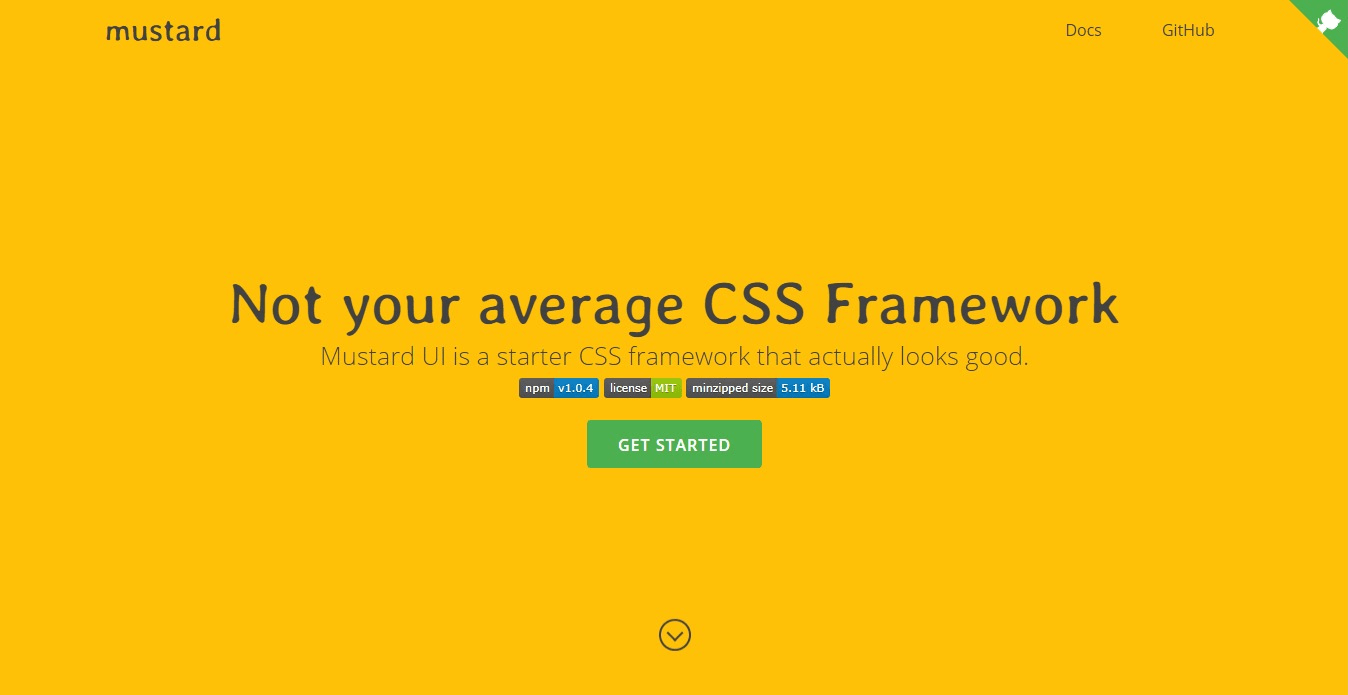 mustard
Docs GitHub
Not your average CSS Framework
Mustard UI is a starter CSS framework that actually looks good.
npm v1.0.4 license MIT minzipped size 5.11 kB
GET STARTED